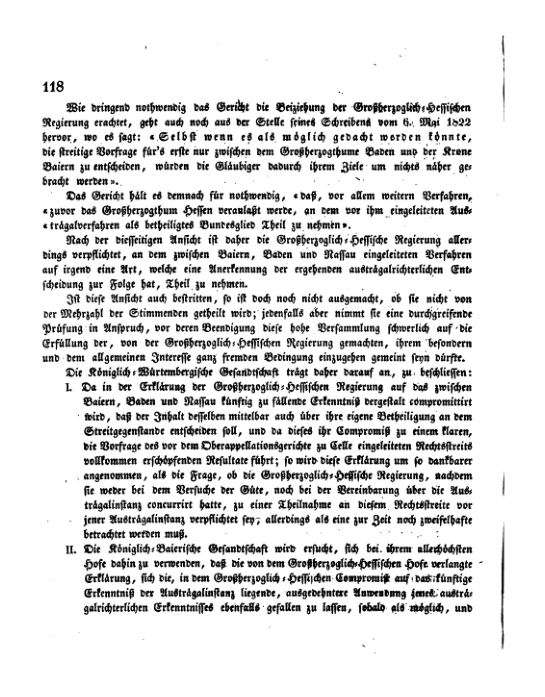 118
Wie dringend nothwendig das Gericht die Beiziehung der Großherzoglich-Hessischen
Regierung erachtet, geht auch noch aus der Stelle seines Schreibens vom 6. Mai 1822
hervor, wo es sagt: «Selbst wenn es als möglich gedacht werden könnte,
die streitige Vorfrage für's erste nur zwischen dem Großherzogthume Baden und der Krone
Baiern zu entscheiden, würden die Gläubiger dadurch ihrem Ziele um nichts näher ge-
bracht werden».
Das Gericht hält es demnach für nothwendig, «daß, vor allem weitern Verfahren,
«zuvor das Großherzogthum Hessen veranlaßt werde, an dem vor ihm eingeleiteten Aus-
«trägalverfahren als betheiligtes Bundesglied Theil zu nehmen».
Nach der diesseitigen Ansicht ist daher die Großherzoglich-Hessische Regierung aller-
dings verpflichtet, an dem zwischen Baiern, Baden und Nassau eingeleiteten Verfahren
auf irgend eine Art, welche eine Anerkennung der ergehenden austrägalrichterlichen Ent-
scheidung zur Folge hat, Theil zu nehmen.
Ist diese Ansicht auch bestritten, so ist doch noch nicht ausgemacht, ob sie nicht von
der Mehrzahl der Stimmenden getheilt wird; jedenfalls aber nimmt sie eine durchgreifende
Prüfung in Anspruch, vor deren Beendigung diese hohe Versammlung schwerlich auf die
Erfüllung der, von der Großherzoglich-Hessischen Regierung gemachten, ihrem besondern
und dem allgemeinen Interesse ganz fremden Bedingung einzugehen gemeint seyn dürfte.
Die Königlich-Würtembergische Gesandtschaft trägt daher darauf an, zu beschliessen:
I. Da in der Erklärung der Großherzoglich-Hessischen Regierung auf das zwischen
Baiern, Baden und Nassau künftig zu fällende Erkenntniß dergestalt compromittirt
wird, daß der Inhalt desselben mittelbar auch über ihre eigene Betheiligung an dem
Streitgegenstande entscheiden soll, und da dieses ihr Compromiß zu einem klaren,
die Vorfrage des vor dem Oberappellationsgerichte zu Celle eingeleiteten Rechtsstreits
vollkommen erschöpfenden Resultate führt; so wird diese Erklärung um so dankbarer
angenommen, als die Frage, ob die Großherzoglich-Hessische Regierung, nachdem
sie weder bei dem Versuche der Güte, noch bei der Vereinbarung über die Aus-
trägalinstanz concurrirt hatte, zu einer Theilnahme an diesem Rechtsstreite vor
jener Austrägalinstanz verpflichtet sey, allerdings als eine zur Zeit noch zweifelhafte
betrachtet werden muß.
II. Die Königlich-Baierische Gesandtschaft wird ersucht, sich bei ihrem allerhöchsten
Hofe dahin zu verwenden, daß die von dem Großherzoglich-Hessischen Hofe verlangte
Erklärung, sich die, in dem Großherzoglich-Hessischen Compromiß auf das künftige
Erkenntniß der Austrägalinstanz liegende, ausgedehntere Anwendung jenes austrä-
galrichterlichen Erkenntnisses ebenfalls gefallen zu lassen, sobald als möglich, und